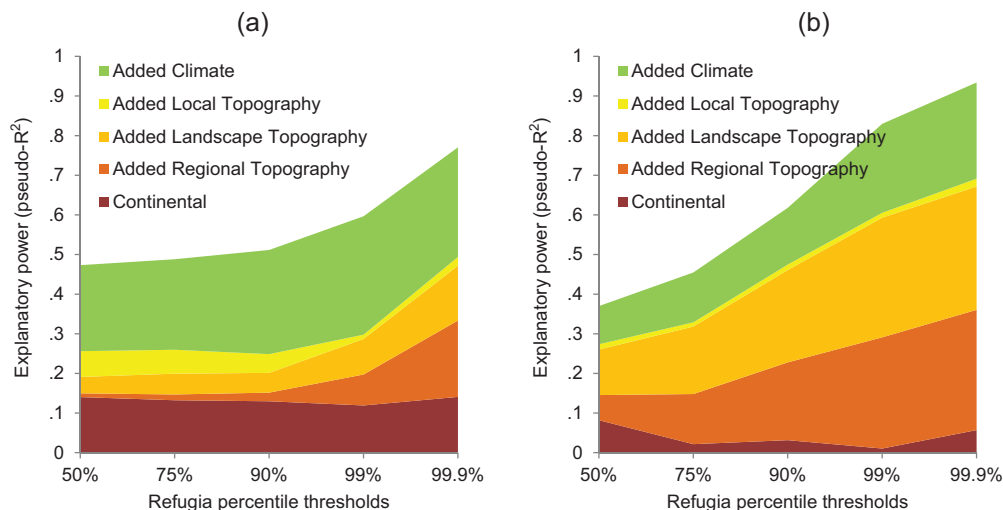 (a)
Explanatory power (pseudo-R²)
1
.9
.8
.7
.6
.5
.4
.3
.2
.1
0
Added Climate
Added Local Topography
Added Landscape Topography
Added Regional Topography
Continental
50%
75%
90%
99%
99.9%
Refugia percentile thresholds
(b)
Explanatory power (pseudo-R²)
1
.9
.8
.7
.6
.5
.4
.3
.2
.1
0
Added Climate
Added Local Topography
Added Landscape Topography
Added Regional Topography
Continental
50%
75%
90%
99%
99.9%
Refugia percentile thresholds